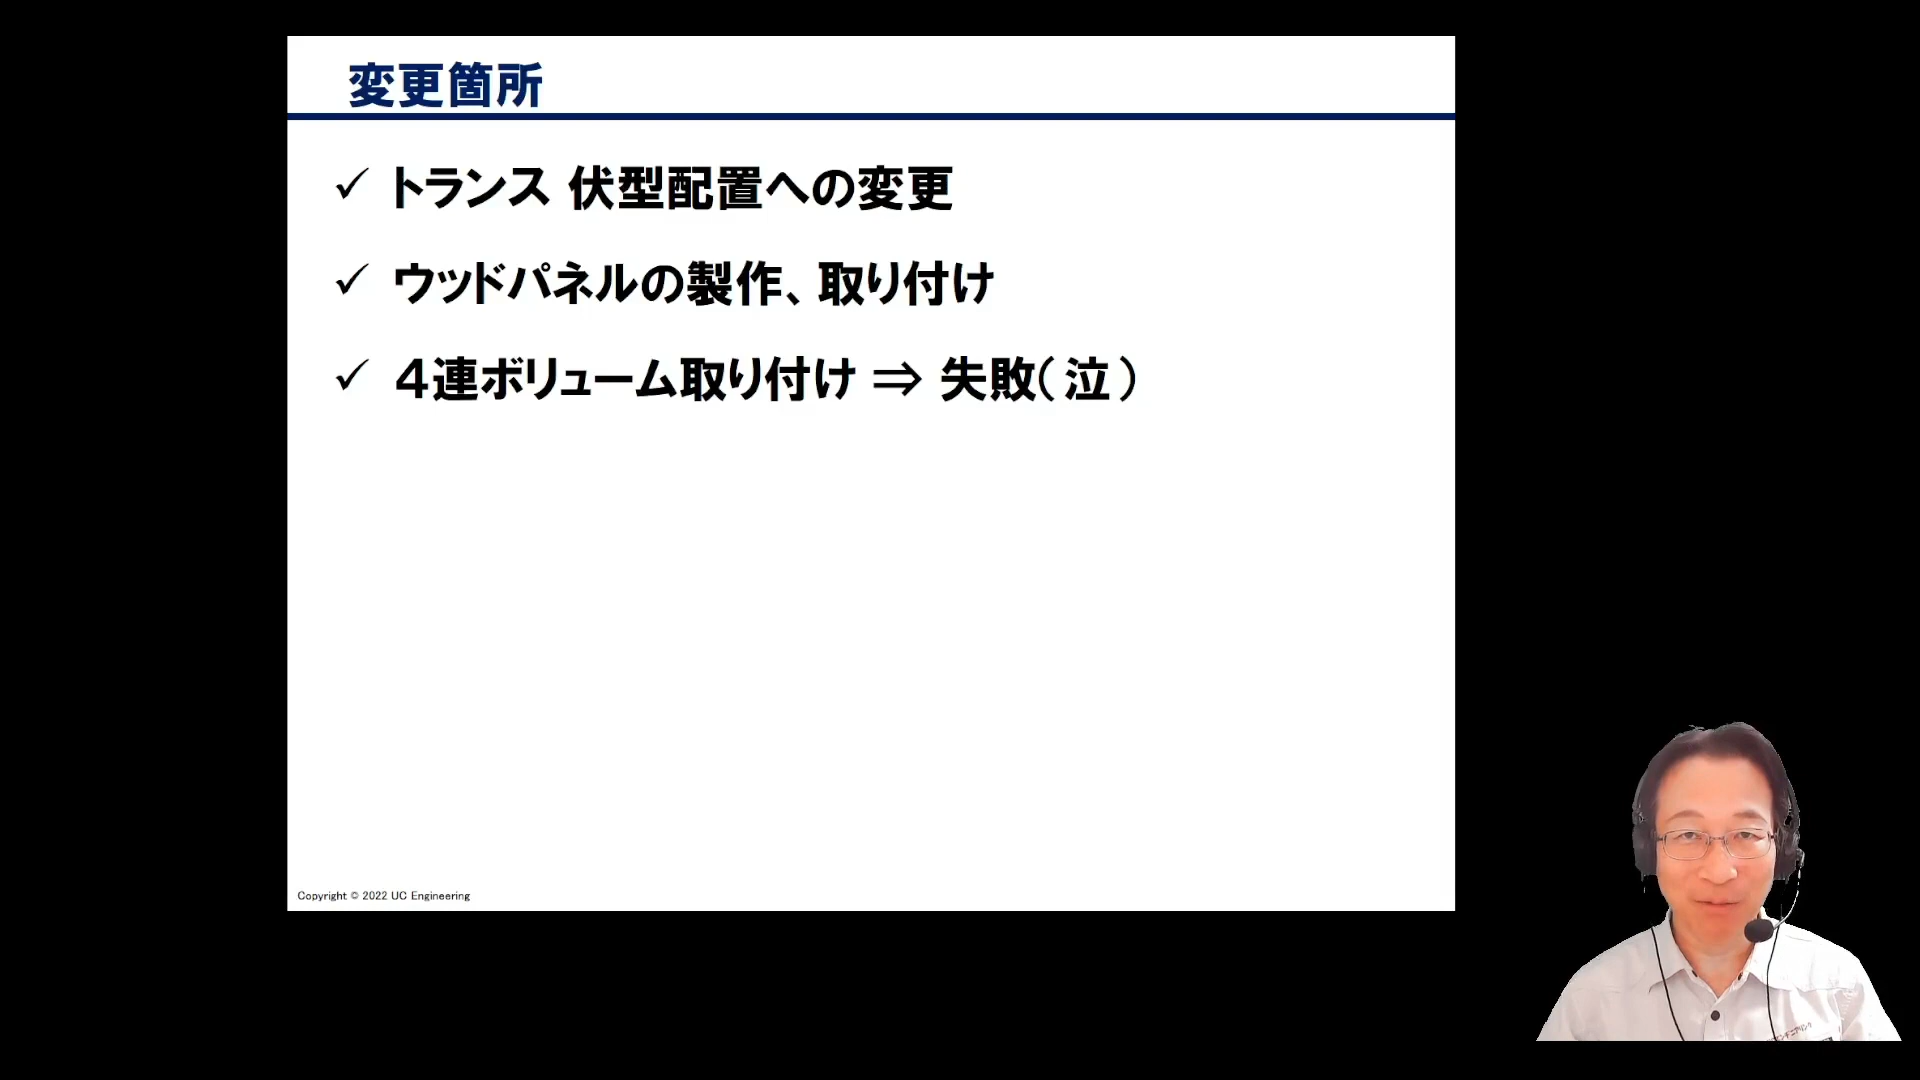 変更箇所
✓ トランス 伏型配置への変更
✓ ウッドパネルの製作、取り付け
✓ 4連ボリューム取り付け ⇒ 失敗(泣)
Copyright © 2022 UC Engineering